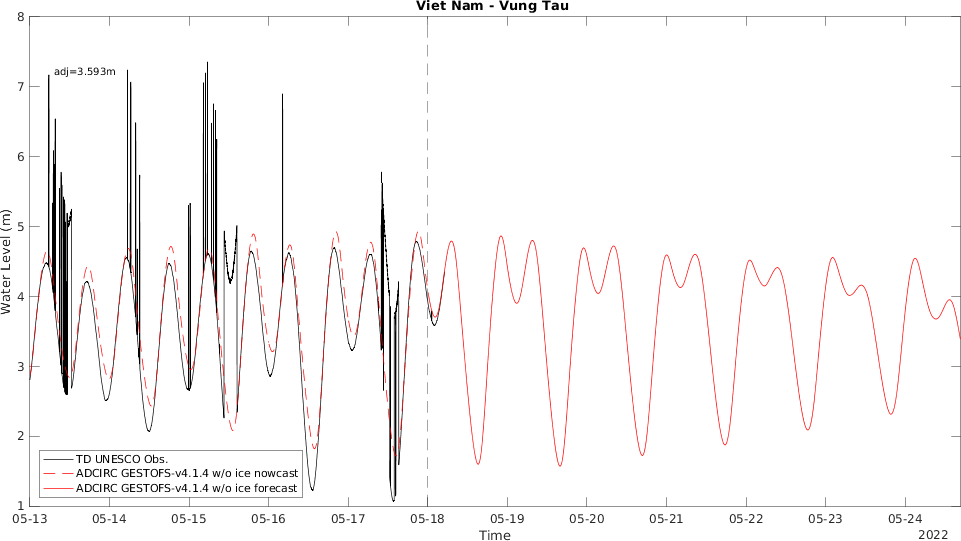 Viet Nam - Vung Tau
8
adj=3.593m
7
6
5
4
3
2
1
Water Level (m)
TD UNESCO Obs.
ADCIRC GESTOFS-v4.1.4 w/o ice nowcast
ADCIRC GESTOFS-v4.1.4 w/o ice forecast
05-13 05-14 05-15 05-16 05-17 05-18 05-19 05-20 05-21 05-22 05-23 05-24
Time
2022